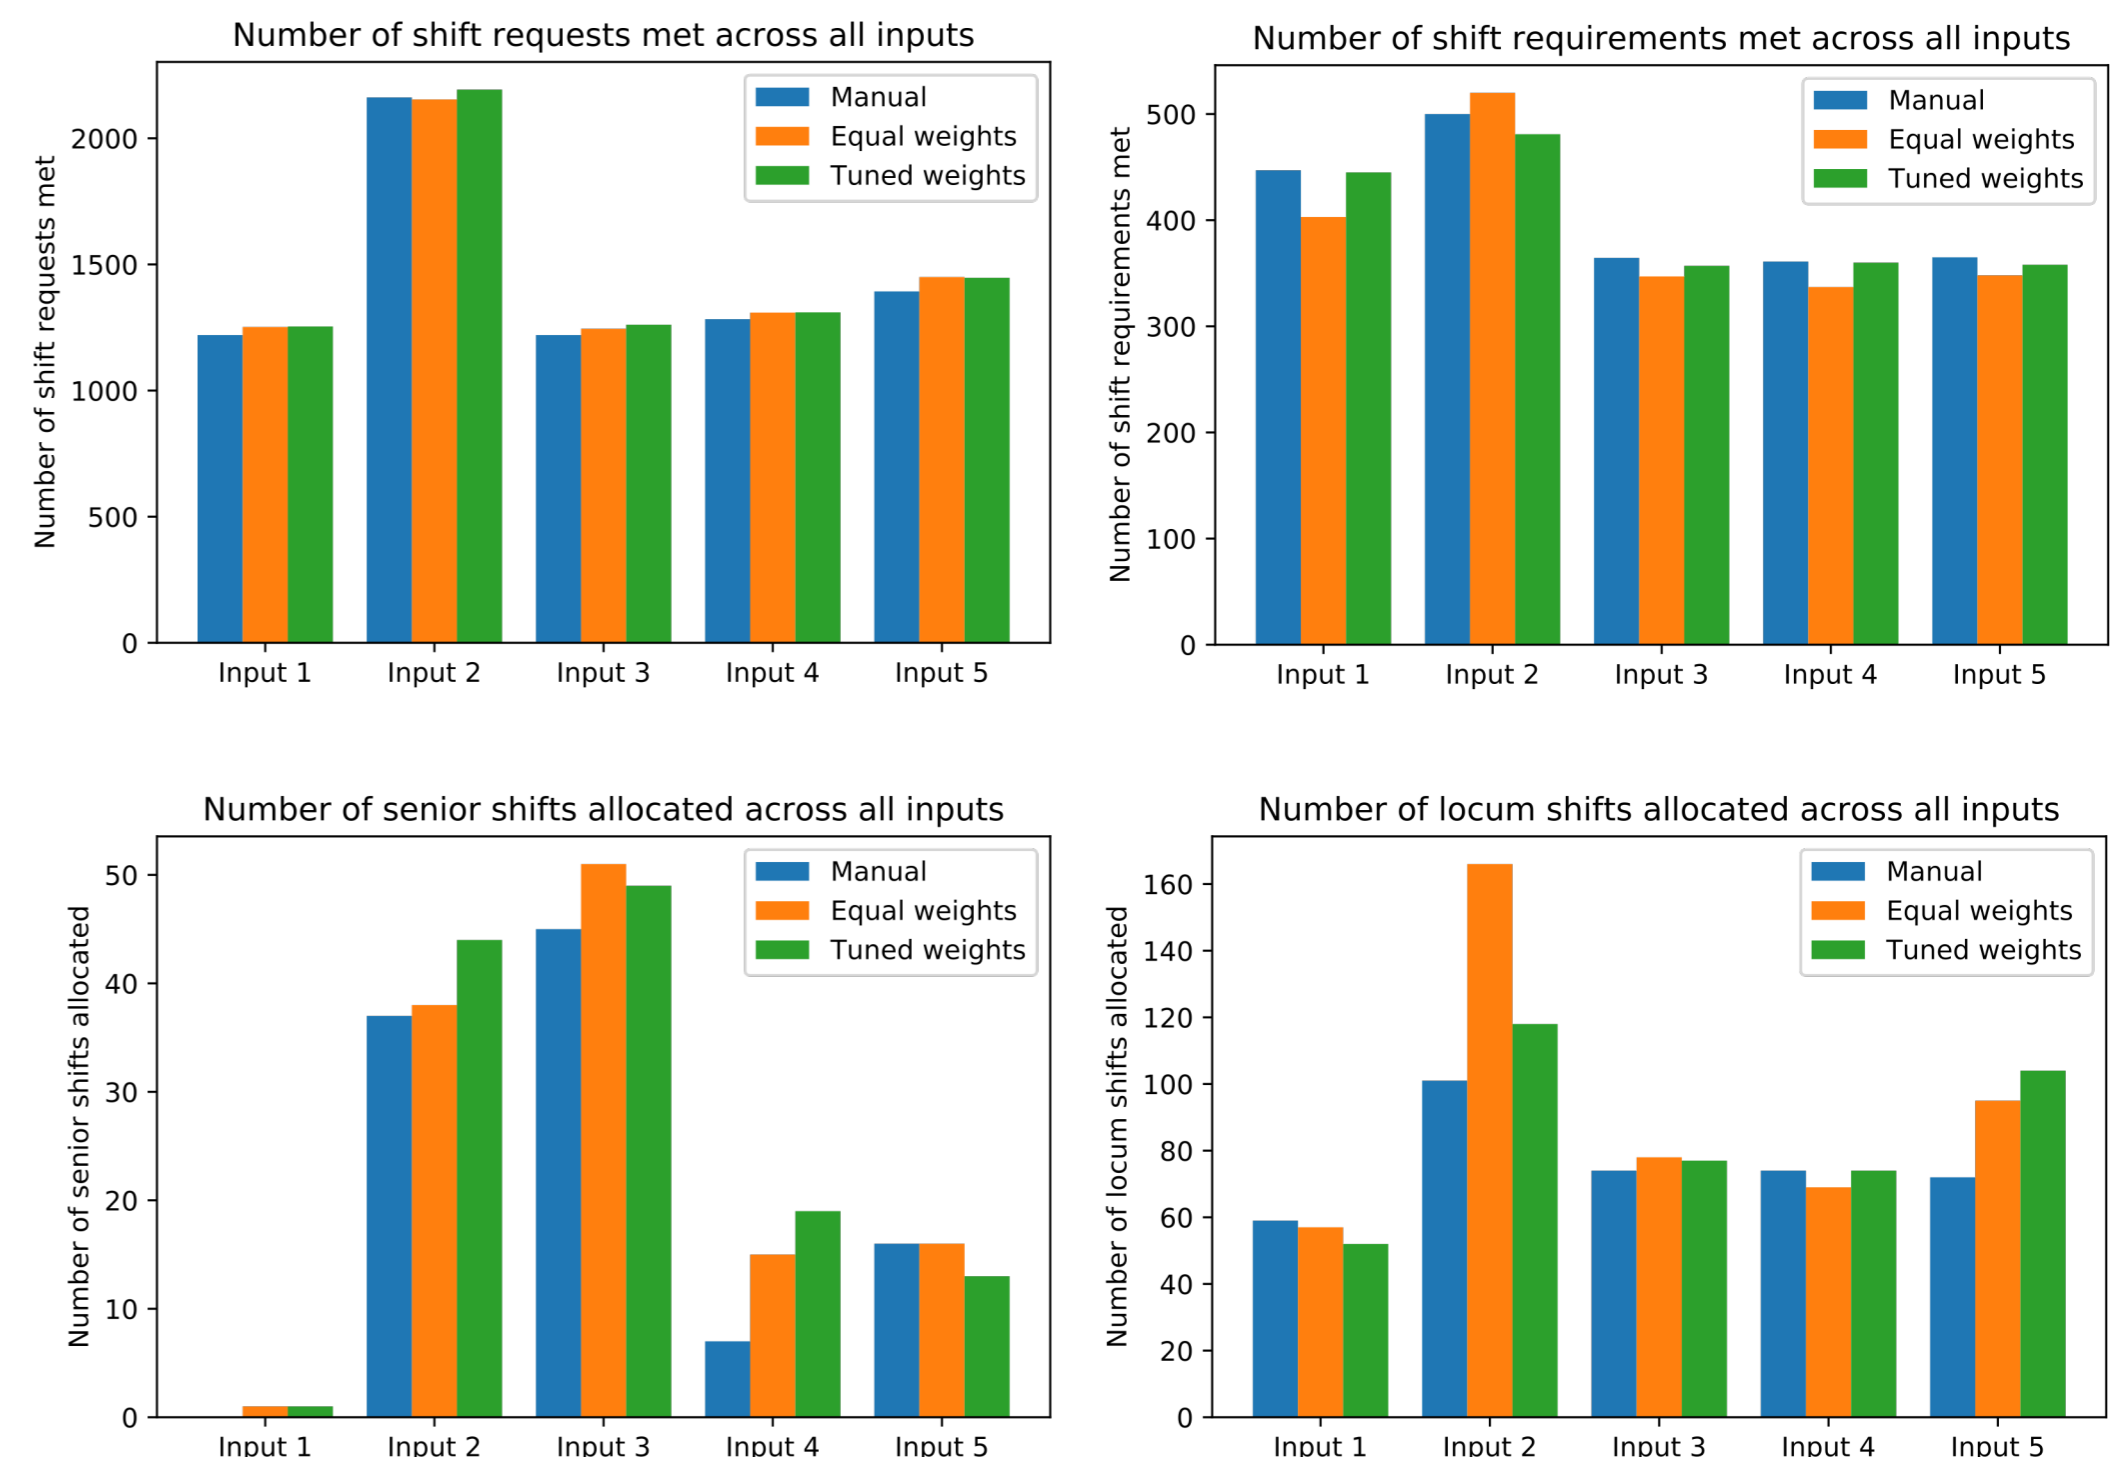 Number of shift requests met across all inputs
Number of shift requests met
2000
1500
1000
500
0
Manual
Equal weights
Tuned weights
Input 1 Input 2 Input 3 Input 4 Input 5
Number of shift requirements met across all inputs
Number of shift requirements met
500
400
300
200
100
0
Manual
Equal weights
Tuned weights
Input 1 Input 2 Input 3 Input 4 Input 5
Number of senior shifts allocated across all inputs
Number of senior shifts allocated
50
40
30
20
10
0
Manual
Equal weights
Tuned weights
Input 1 Input 2 Input 3 Input 4 Input 5
Number of locum shifts allocated across all inputs
Number of locum shifts allocated
160
140
120
100
80
60
40
20
0
Manual
Equal weights
Tuned weights
Input 1 Input 2 Input 3 Input 4 Input 5